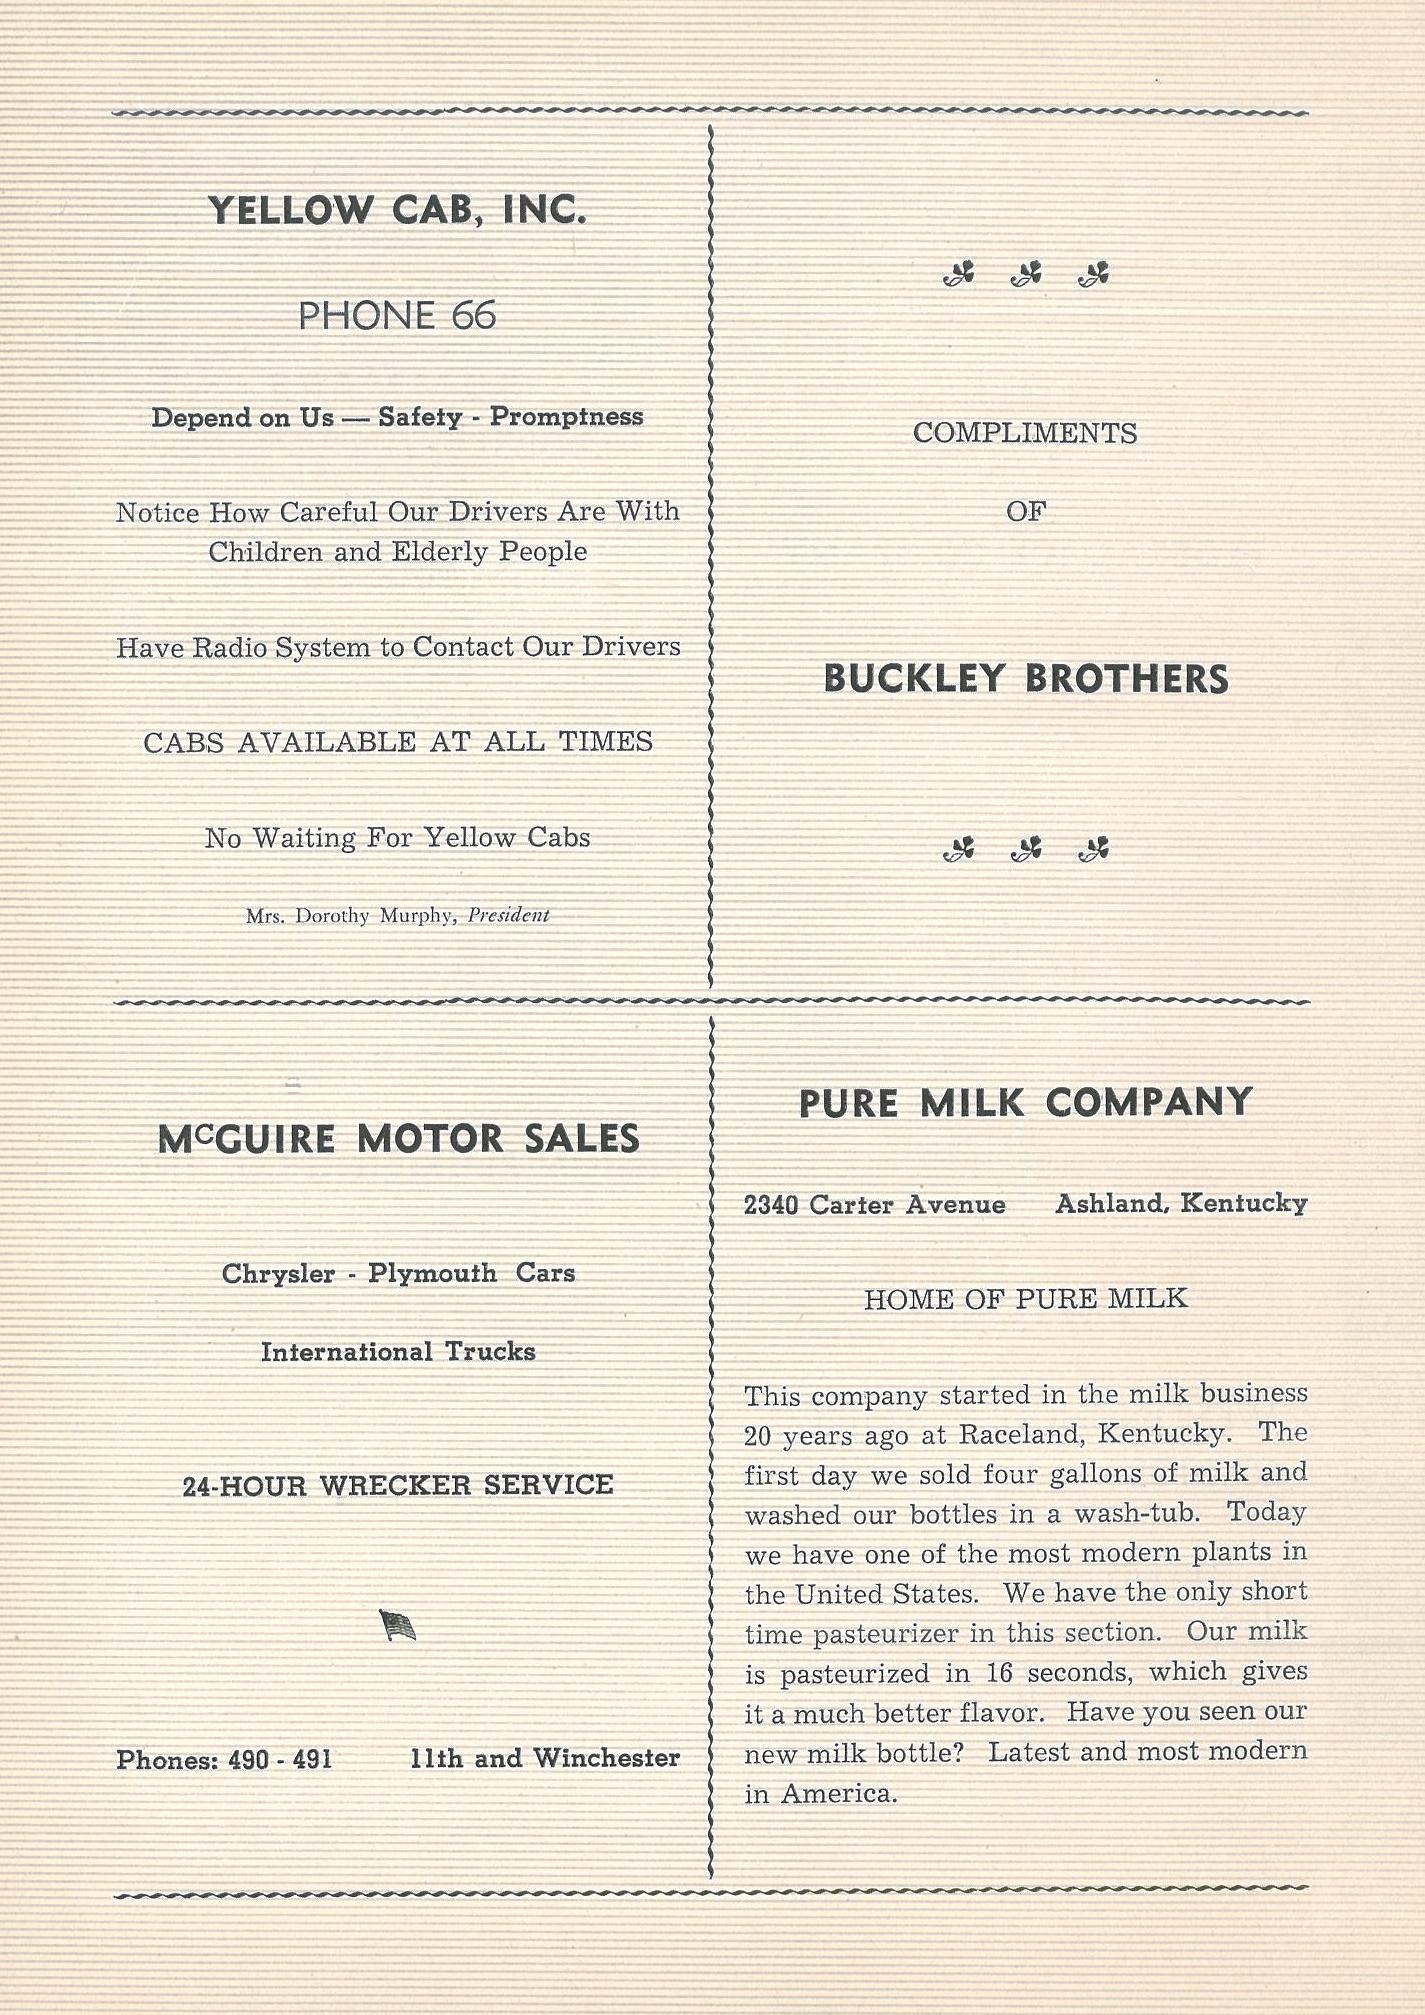 YELLOW CAB, INC.
PHONE 66
Depend on Us — Safety - Promptness
Notice How Careful Our Drivers Are With
Children and Elderly People
Have Radio System to Contact Our Drivers
CABS AVAILABLE AT ALL TIMES
No Waiting For Yellow Cabs
Mrs. Dorothy Murphy, President
COMPLIMENTS
OF
BUCKLEY BROTHERS
McGUIRE MOTOR SALES
Chrysler - Plymouth Cars
International Trucks
24-HOUR WRECKER SERVICE
Phones: 490 - 491 11th and Winchester
PURE MILK COMPANY
2340 Carter Avenue Ashland, Kentucky
HOME OF PURE MILK
This company started in the milk business
20 years ago at Raceland, Kentucky. The
first day we sold four gallons of milk and
washed our bottles in a wash-tub. Today
we have one of the most modern plants in
the United States. We have the only short
time pasteurizer in this section. Our milk
is pasteurized in 16 seconds, which gives
it a much better flavor. Have you seen our
new milk bottle? Latest and most modern
in America.